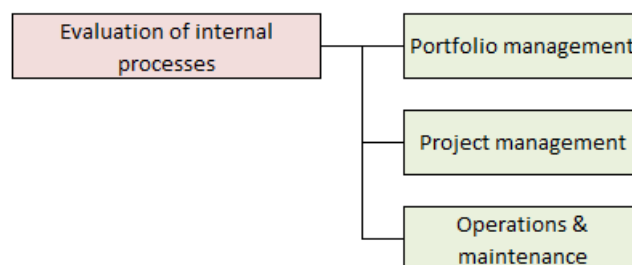 Evaluation of internal
processes
Portfolio management
Project management
Operations &
maintenance